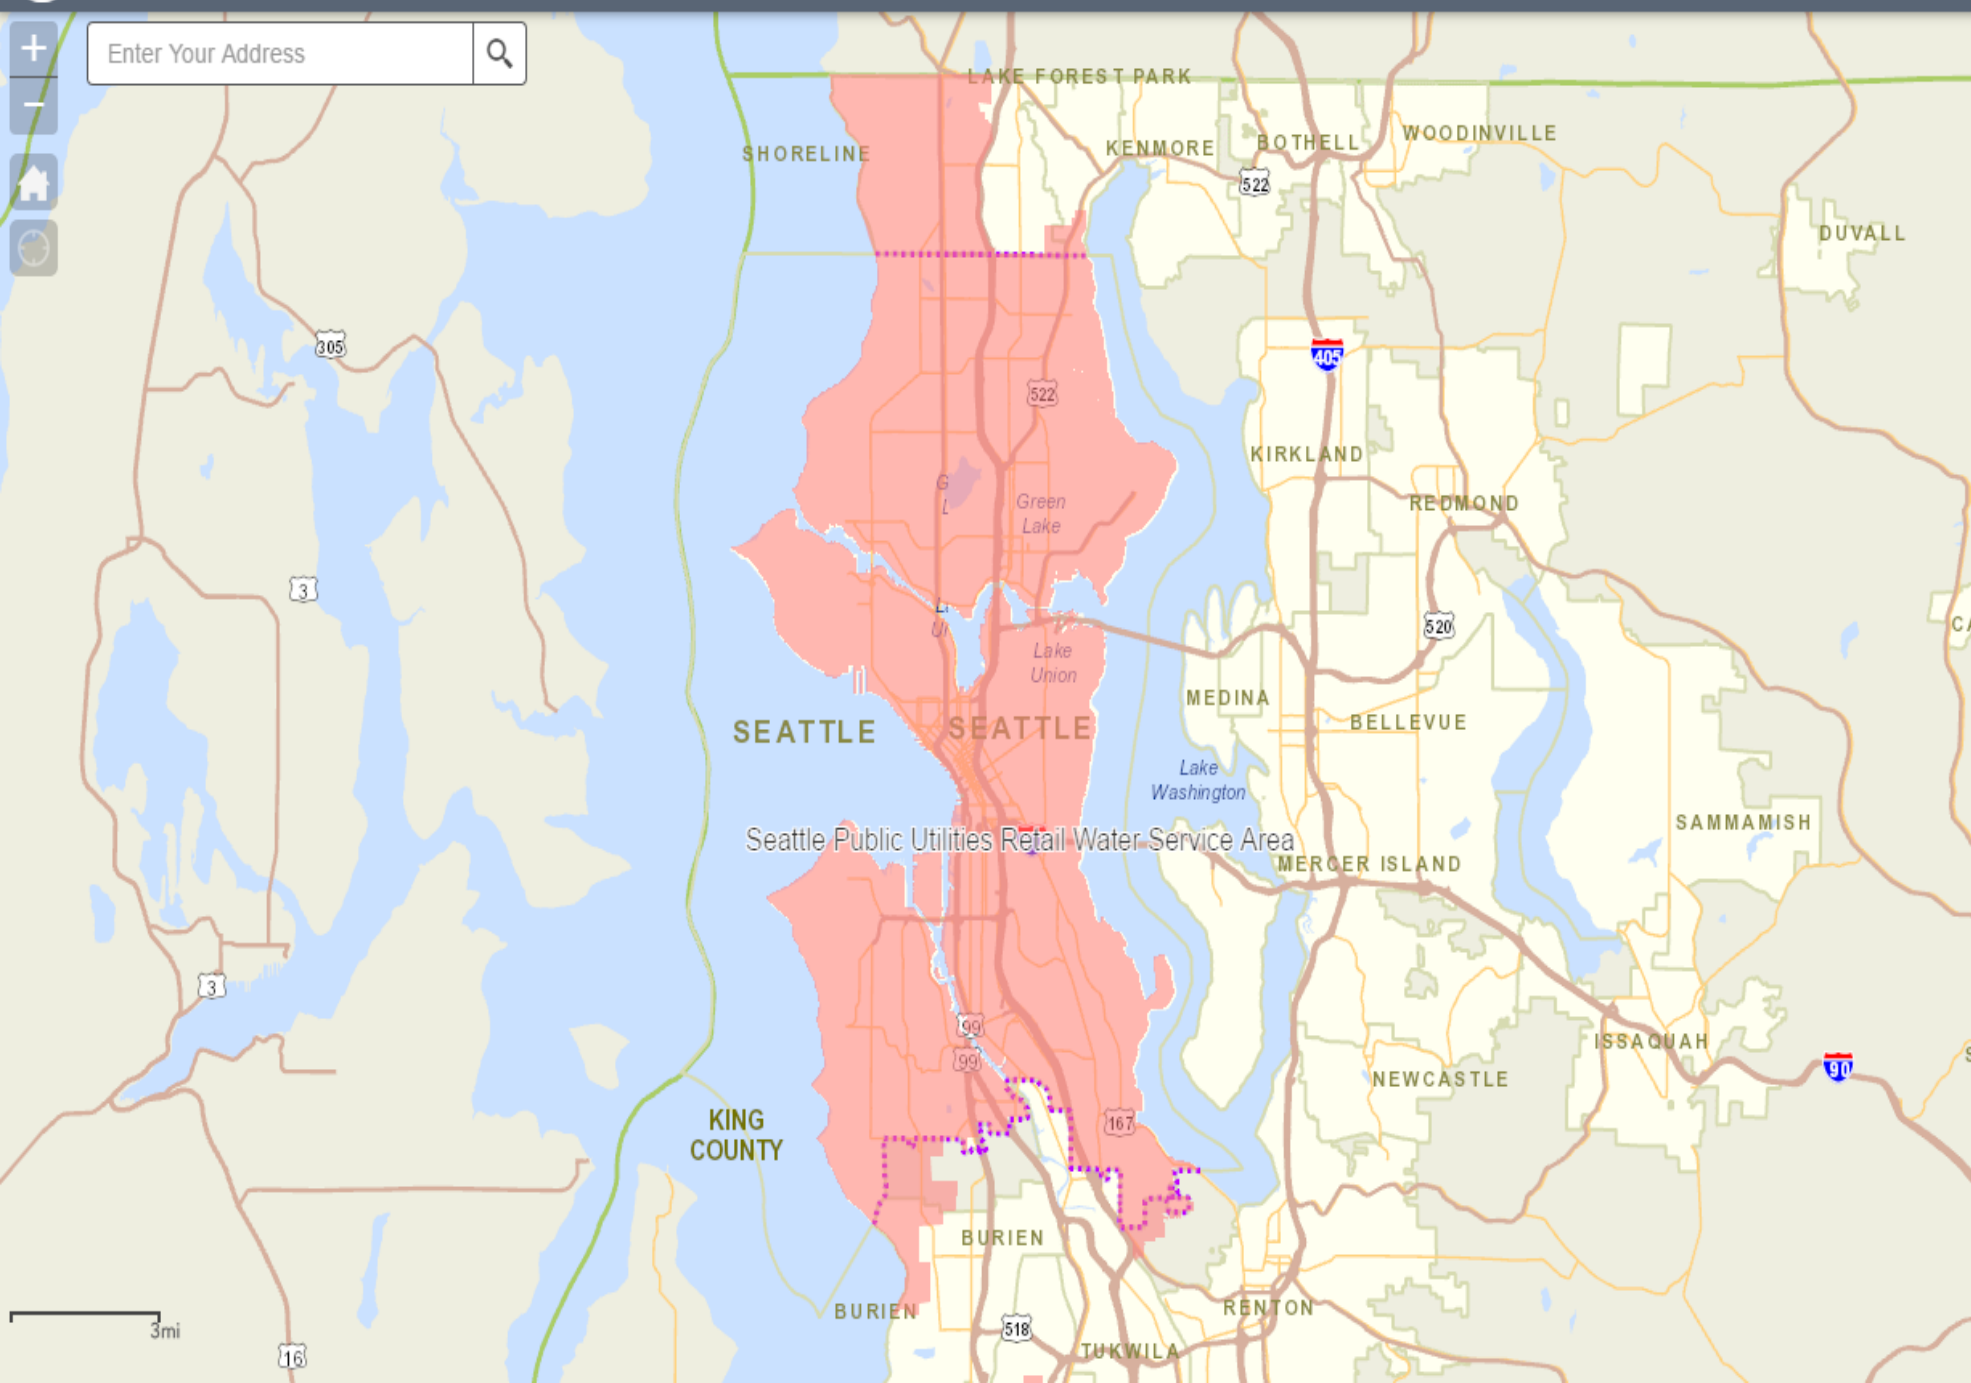 +
Enter Your Address
−
LAKE FOREST PARK
WOODINVILLE
BOTHELL
KENMORE
SHORELINE
522
DUVALL
305
405
522
KIRKLAND
G
L
Green
Lake
REDMOND
3
Li
Ui
520
Lake
Union
MEDINA
SEATTLE
SEATTLE
BELLEVUE
Lake
Washington
SAMMAMISH
Seattle Public Utilities Retail Water Service Area
MERCER ISLAND
3
99
99
ISSAQUAH
90
NEWCASTLE
KING
COUNTY
167
BURIEN
BURIEN
RENTON
3mi
518
TUKWILA
16